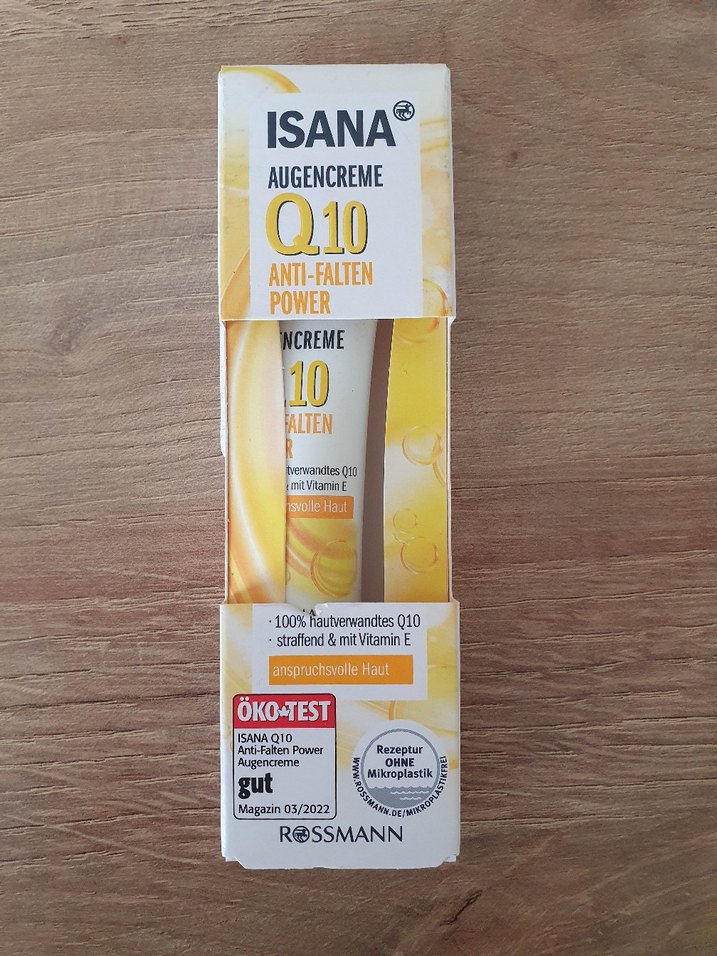 ISANA
AUGENCREME
Q10
ANTI-FALTEN
POWER
NCREME
10
FALTEN
R
tverwandtes Q10
& mit Vitamin E
svolle Haut
· 100% hautverwandtes Q10
· straffend & mit Vitamin E
anspruchsvolle Haut
ÖKO TEST
ISANA Q10
Anti-Falten Power
Augencreme
gut
Magazin 03/2022
Rezeptur
OHNE
Mikroplastik
WWW.ROSSMANN.DE/MIKROPLASTIKFREI
ROSSMANN